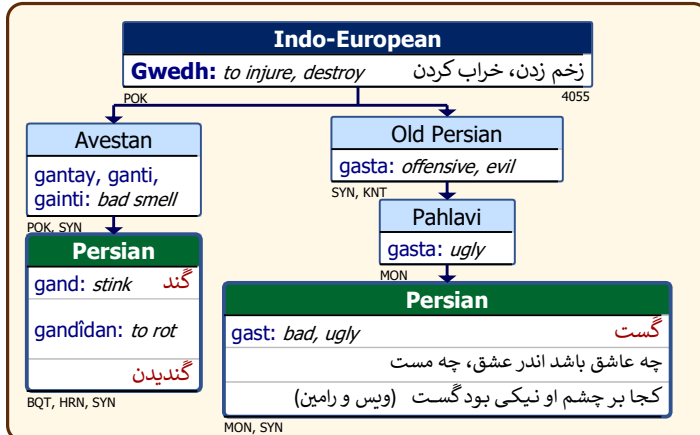 Indo-European
Gwedh: to injure, destroy زخم زدن، خراب کردن
POK 4055
Avestan
gantay, ganti,
gainti: bad smell
POK, SYN
Persian
gand: stink گند
gandîdan: to rot
گندیدن
BQT, HRN, SYN
Old Persian
gasta: offensive, evil
SYN, KNT
Pahlavi
gasta: ugly
MON
Persian
gast: bad, ugly گست
چه عاشق باشد اندر عشق، چه مست
کجا بر چشم او نیکی بود گست (ویس و رامین)
MON, SYN